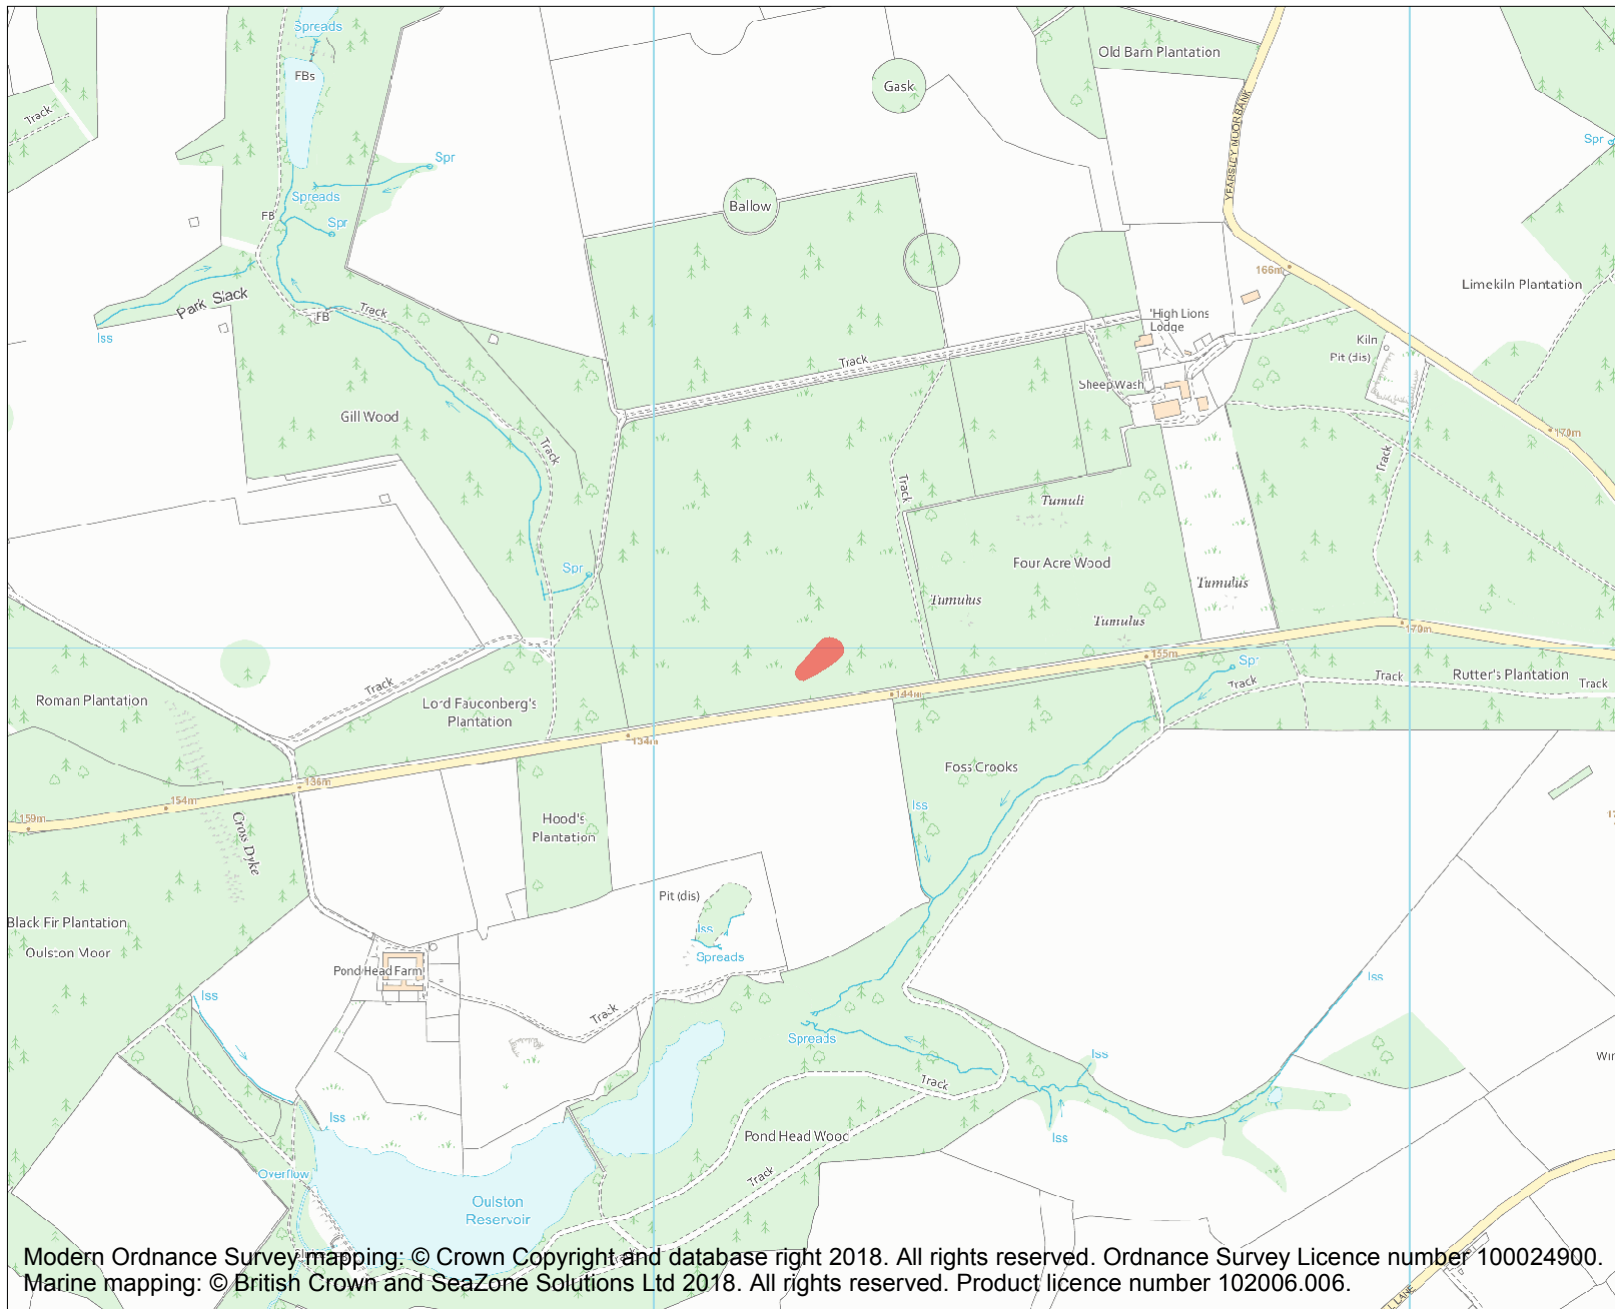 Spreads
FBs
Track
Gask
Old Barn Plantation
YEARSLEY MOORBANK
Spr
Spr
Spreads
FB
Spr
Ballow
166m
Limekiln Plantation
Park Slack
Track
FB
Iss
'High Lions
Lodge
Kiln
Pit (dis)
Track
Sheep Wash
Gill Wood
170m
Track
Track
Track
Tumuli
Four Acre Wood
Spr
Tumulus
Tumulus
Tumulus
170m
155m
Spr
Track
Track
Rutter's Plantation
Track
Track
Roman Plantation
Lord Fauconberg's
Plantation
144m
134m
Foss Crooks
136m
154m
159m
Iss
Hood's
Plantation
Cross Dyke
Pit (dis)
Black Fir Plantation
Oulston Moor
Iss
Spreads
Pond Head Farm
Iss
Iss
Track
Spreads
Iss
Track
Iss
Pond Head Wood
Iss
Overflow
Track
Oulston
Reservoir
Track
LANE
Modern Ordnance Survey mapping: © Crown Copyright and database right 2018. All rights reserved. Ordnance Survey Licence number 100024900.
Marine mapping: © British Crown and SeaZone Solutions Ltd 2018. All rights reserved. Product licence number 102006.006.